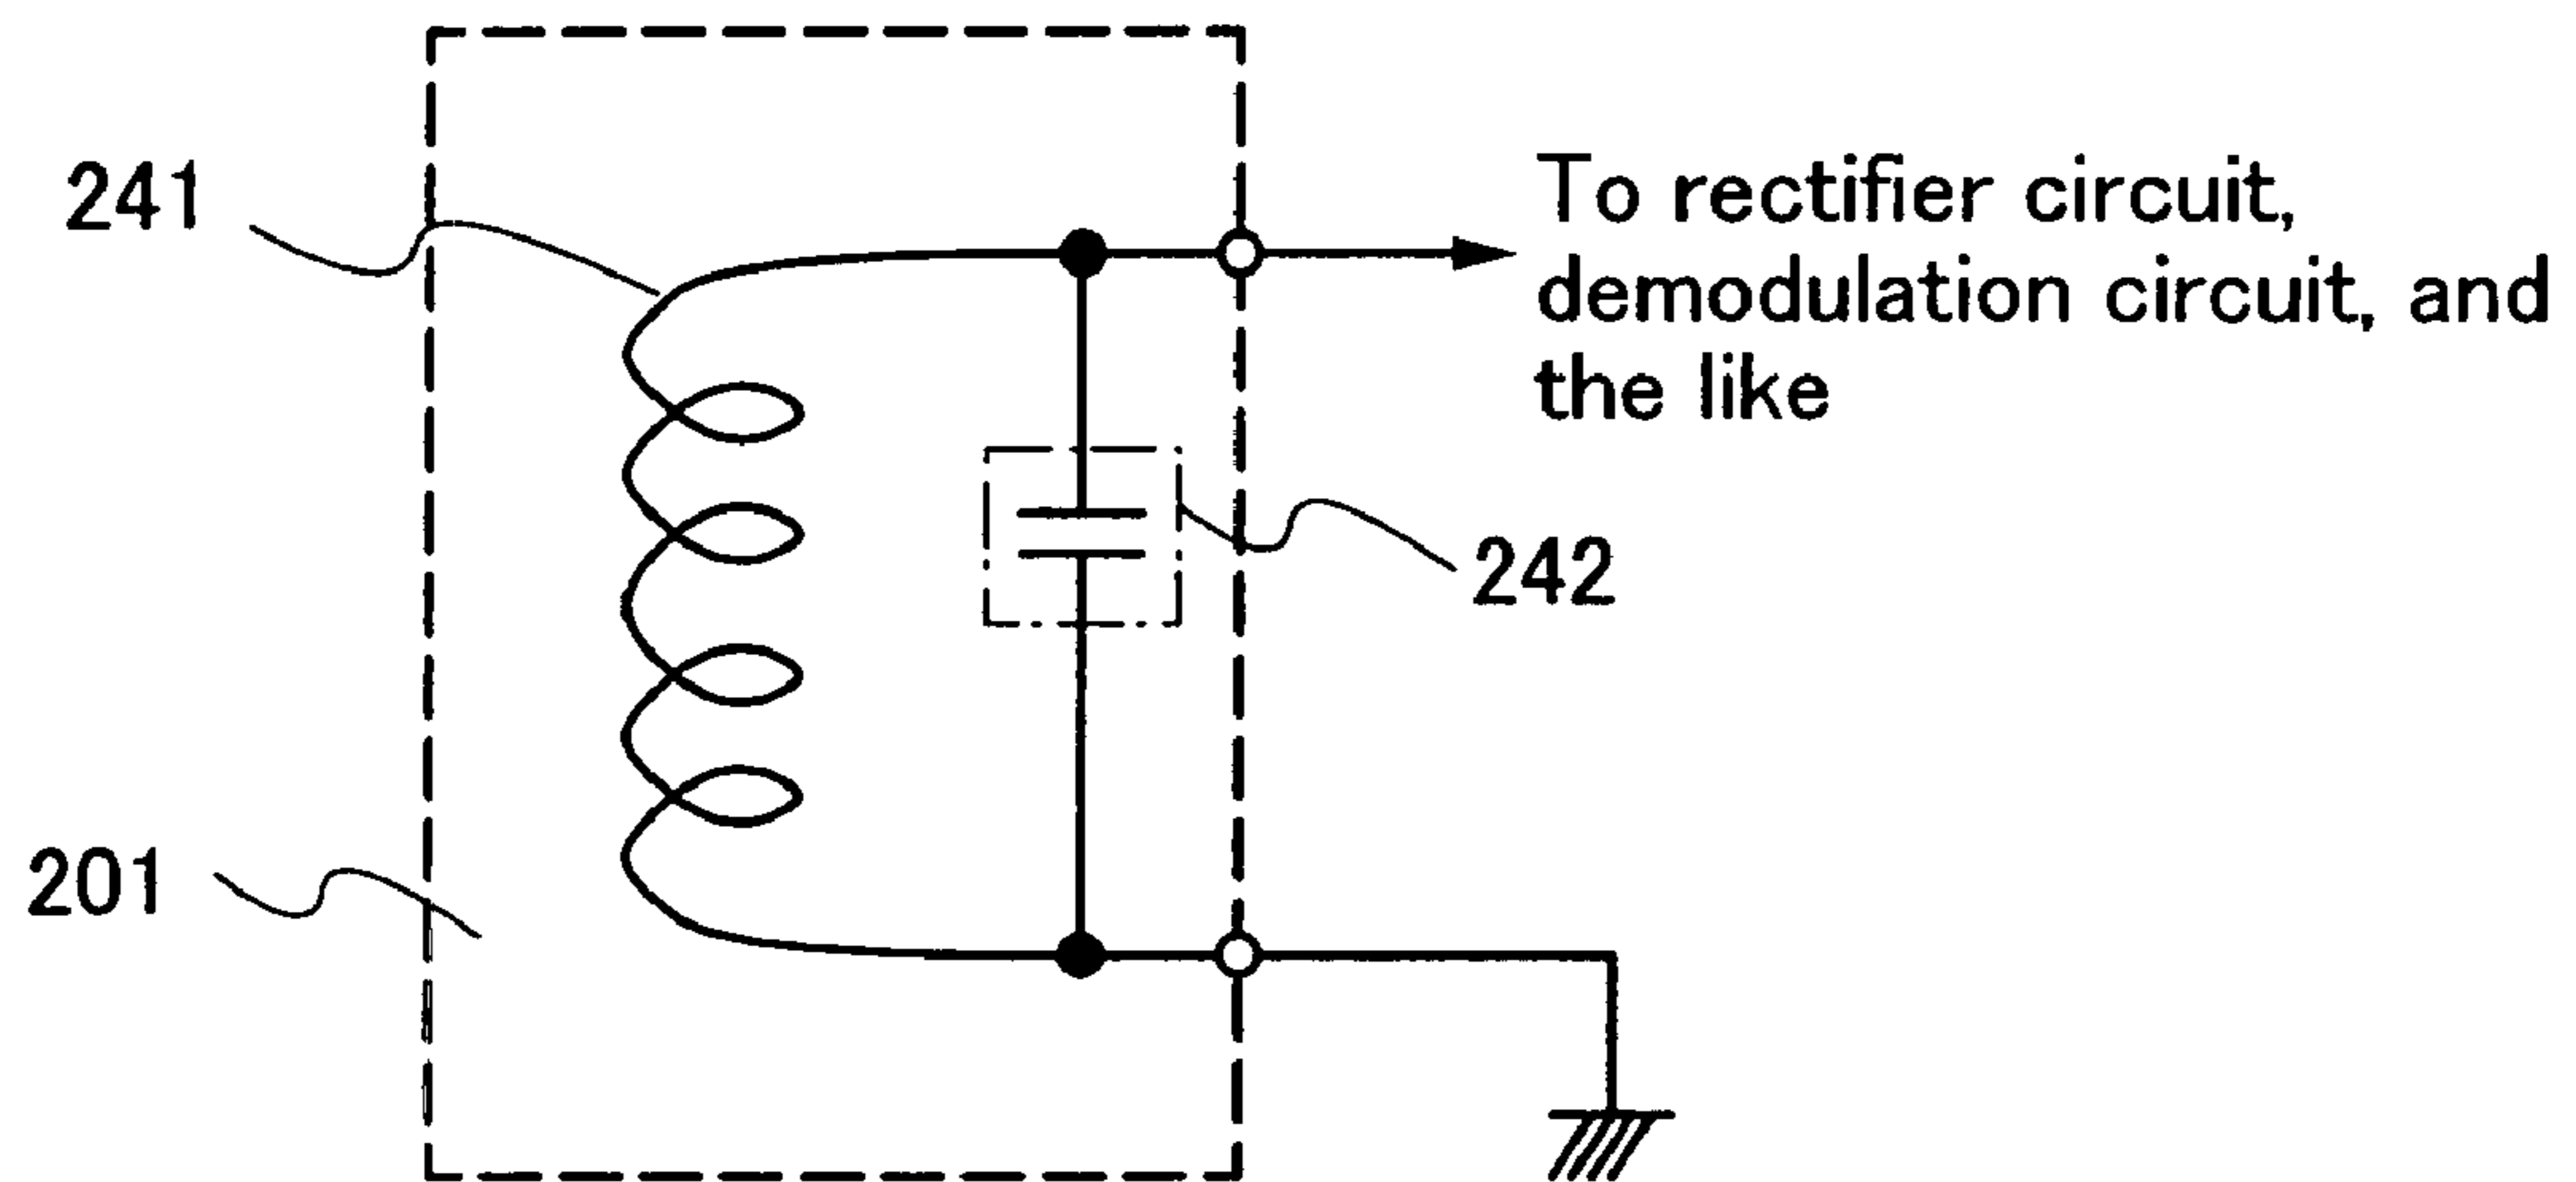 241
To rectifier circuit,
demodulation circuit, and
the like
242
201